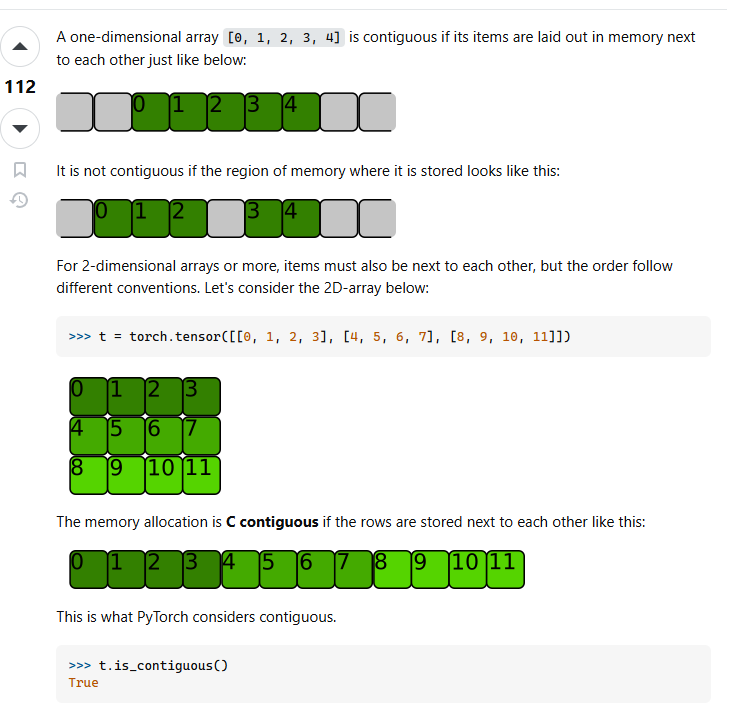 A one-dimensional array [0, 1, 2, 3, 4] is contiguous if its items are laid out in memory next
to each other just like below:
112
0 1 2 3 4
It is not contiguous if the region of memory where it is stored looks like this:
0 1 2 3 4
For 2-dimensional arrays or more, items must also be next to each other, but the order follow
different conventions. Let's consider the 2D-array below:
>>> t = torch.tensor([[0, 1, 2, 3], [4, 5, 6, 7], [8, 9, 10, 11]])
0 1 2 3
4 5 6 7
8 9 10 11
The memory allocation is C contiguous if the rows are stored next to each other like this:
0 1 2 3 4 5 6 7 8 9 10 11
This is what PyTorch considers contiguous.
>>> t.is_contiguous()
True